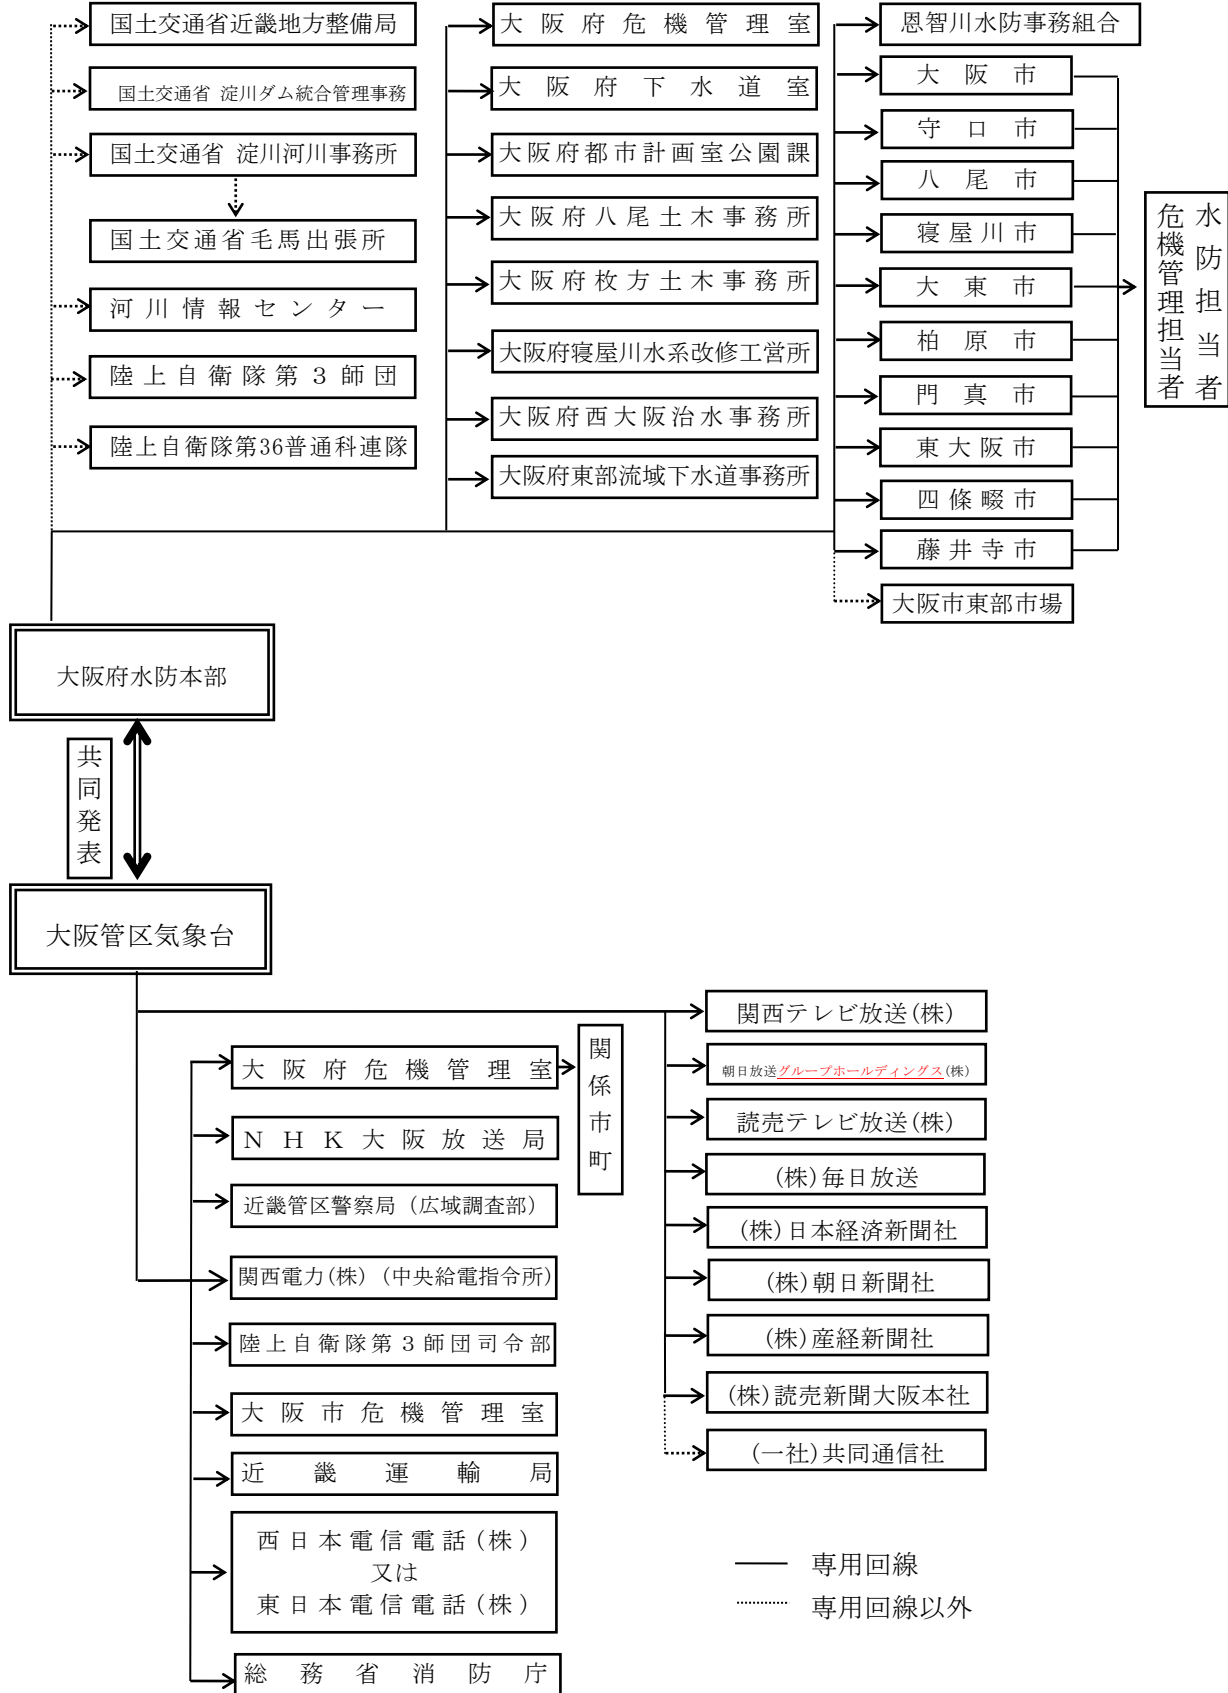 国土交通省近畿地方整備局
国土交通省 淀川ダム統合管理事務
国土交通省 淀川河川事務所
国土交通省毛馬出張所
河川情報センター
陸上自衛隊第３師団
陸上自衛隊第36普通科連隊
大阪府危機管理室
大阪府下水道室
大阪府都市計画室公園課
大阪府八尾土木事務所
大阪府枚方土木事務所
大阪府寝屋川水系改修工営所
大阪府西大阪治水事務所
大阪府東部流域下水道事務所
恩智川水防事務組合
大阪市
守口市
八尾市
寝屋川市
大東市
柏原市
門真市
東大阪市
四條畷市
藤井寺市
大阪市東部市場
水防担当者
危機管理担当者
大阪府水防本部
共同発表
大阪管区気象台
大阪府危機管理室
関係市町
ＮＨＫ大阪放送局
近畿管区警察局（広域調査部）
関西電力(株)（中央給電指令所）
陸上自衛隊第３師団司令部
大阪市危機管理室
近畿運輸局
西日本電信電話(株)
又は
東日本電信電話(株)
総務省消防庁
関西テレビ放送(株)
朝日放送グループホールディングス(株)
読売テレビ放送(株)
(株)毎日放送
(株)日本経済新聞社
(株)朝日新聞社
(株)産経新聞社
(株)読売新聞大阪本社
(一社)共同通信社
専用回線
専用回線以外